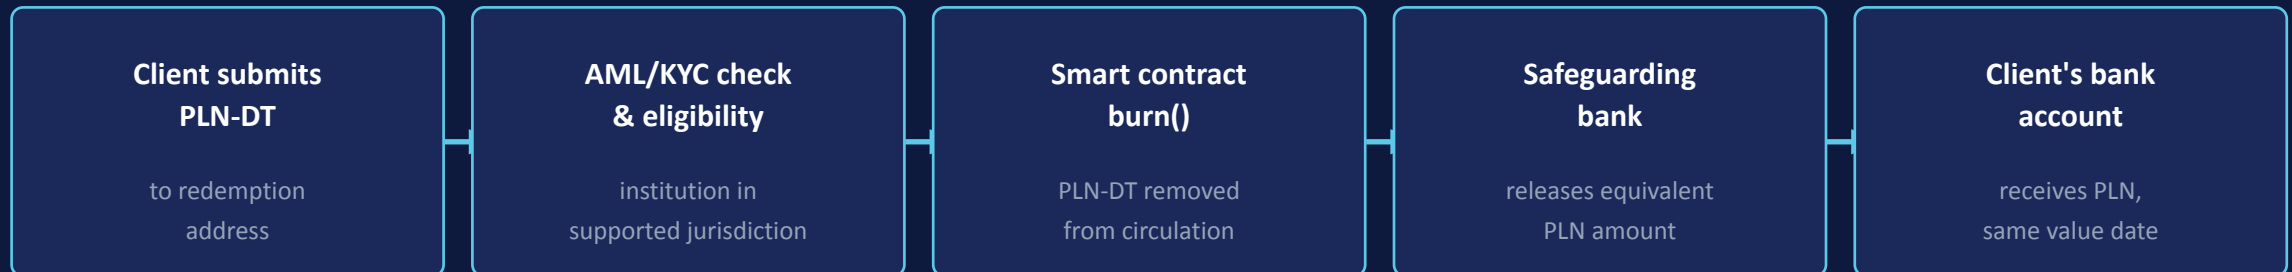 Client submits
PLN-DT
to redemption
address
AML/KYC check
& eligibility
institution in
supported jurisdiction
Smart contract
burn()
PLN-DT removed
from circulation
Safeguarding
bank
releases equivalent
PLN amount
Client's bank
account
receives PLN,
same value date